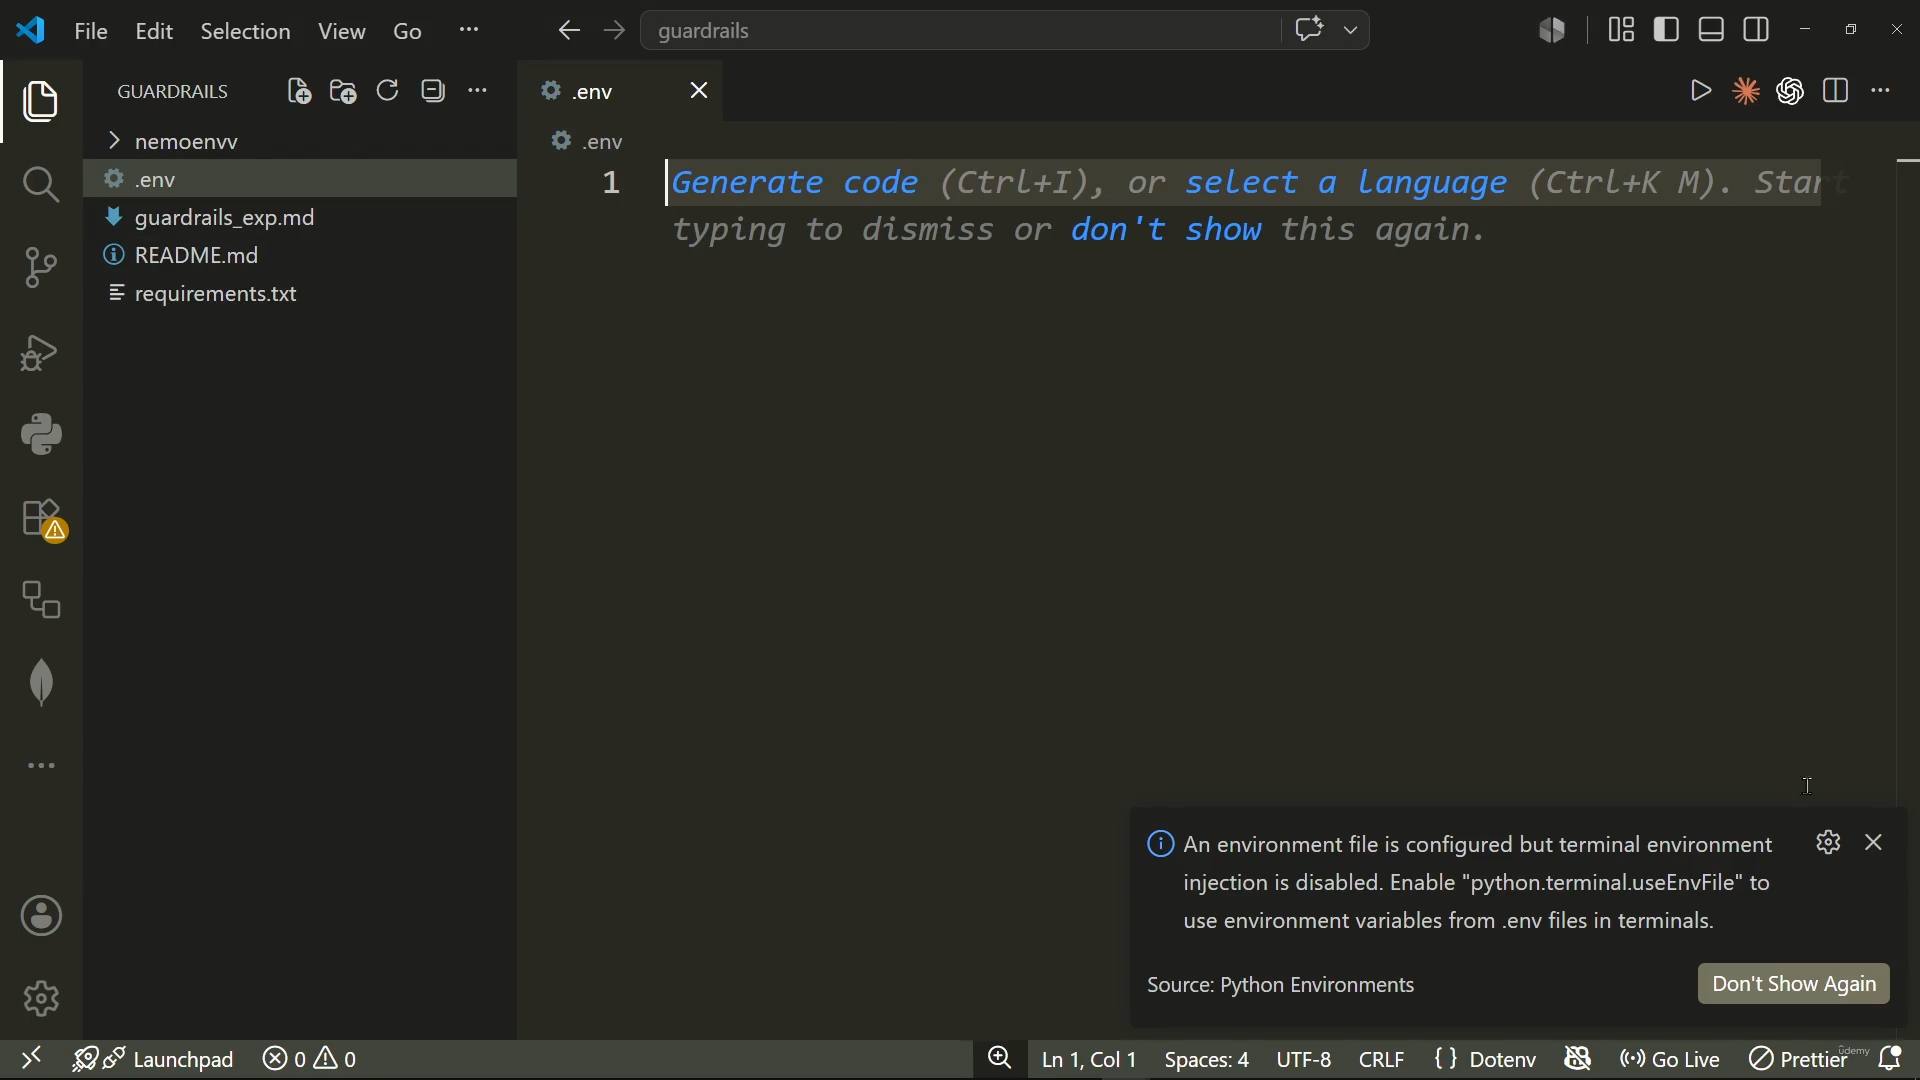 File Edit Selection View Go
guardrails
GUARDRAILS
.env
nemoenvv
.env
.env
guardrails_exp.md
README.md
requirements.txt
1
Generate code (Ctrl+I), or select a language (Ctrl+K M). Start
typing to dismiss or don't show this again.
An environment file is configured but terminal environment
injection is disabled. Enable "python.terminal.useEnvFile" to
use environment variables from .env files in terminals.
Source: Python Environments
Don't Show Again
Launchpad 0 0
Ln 1, Col 1 Spaces: 4 UTF-8 CRLF { } Dotenv Go Live Prettier
udemy